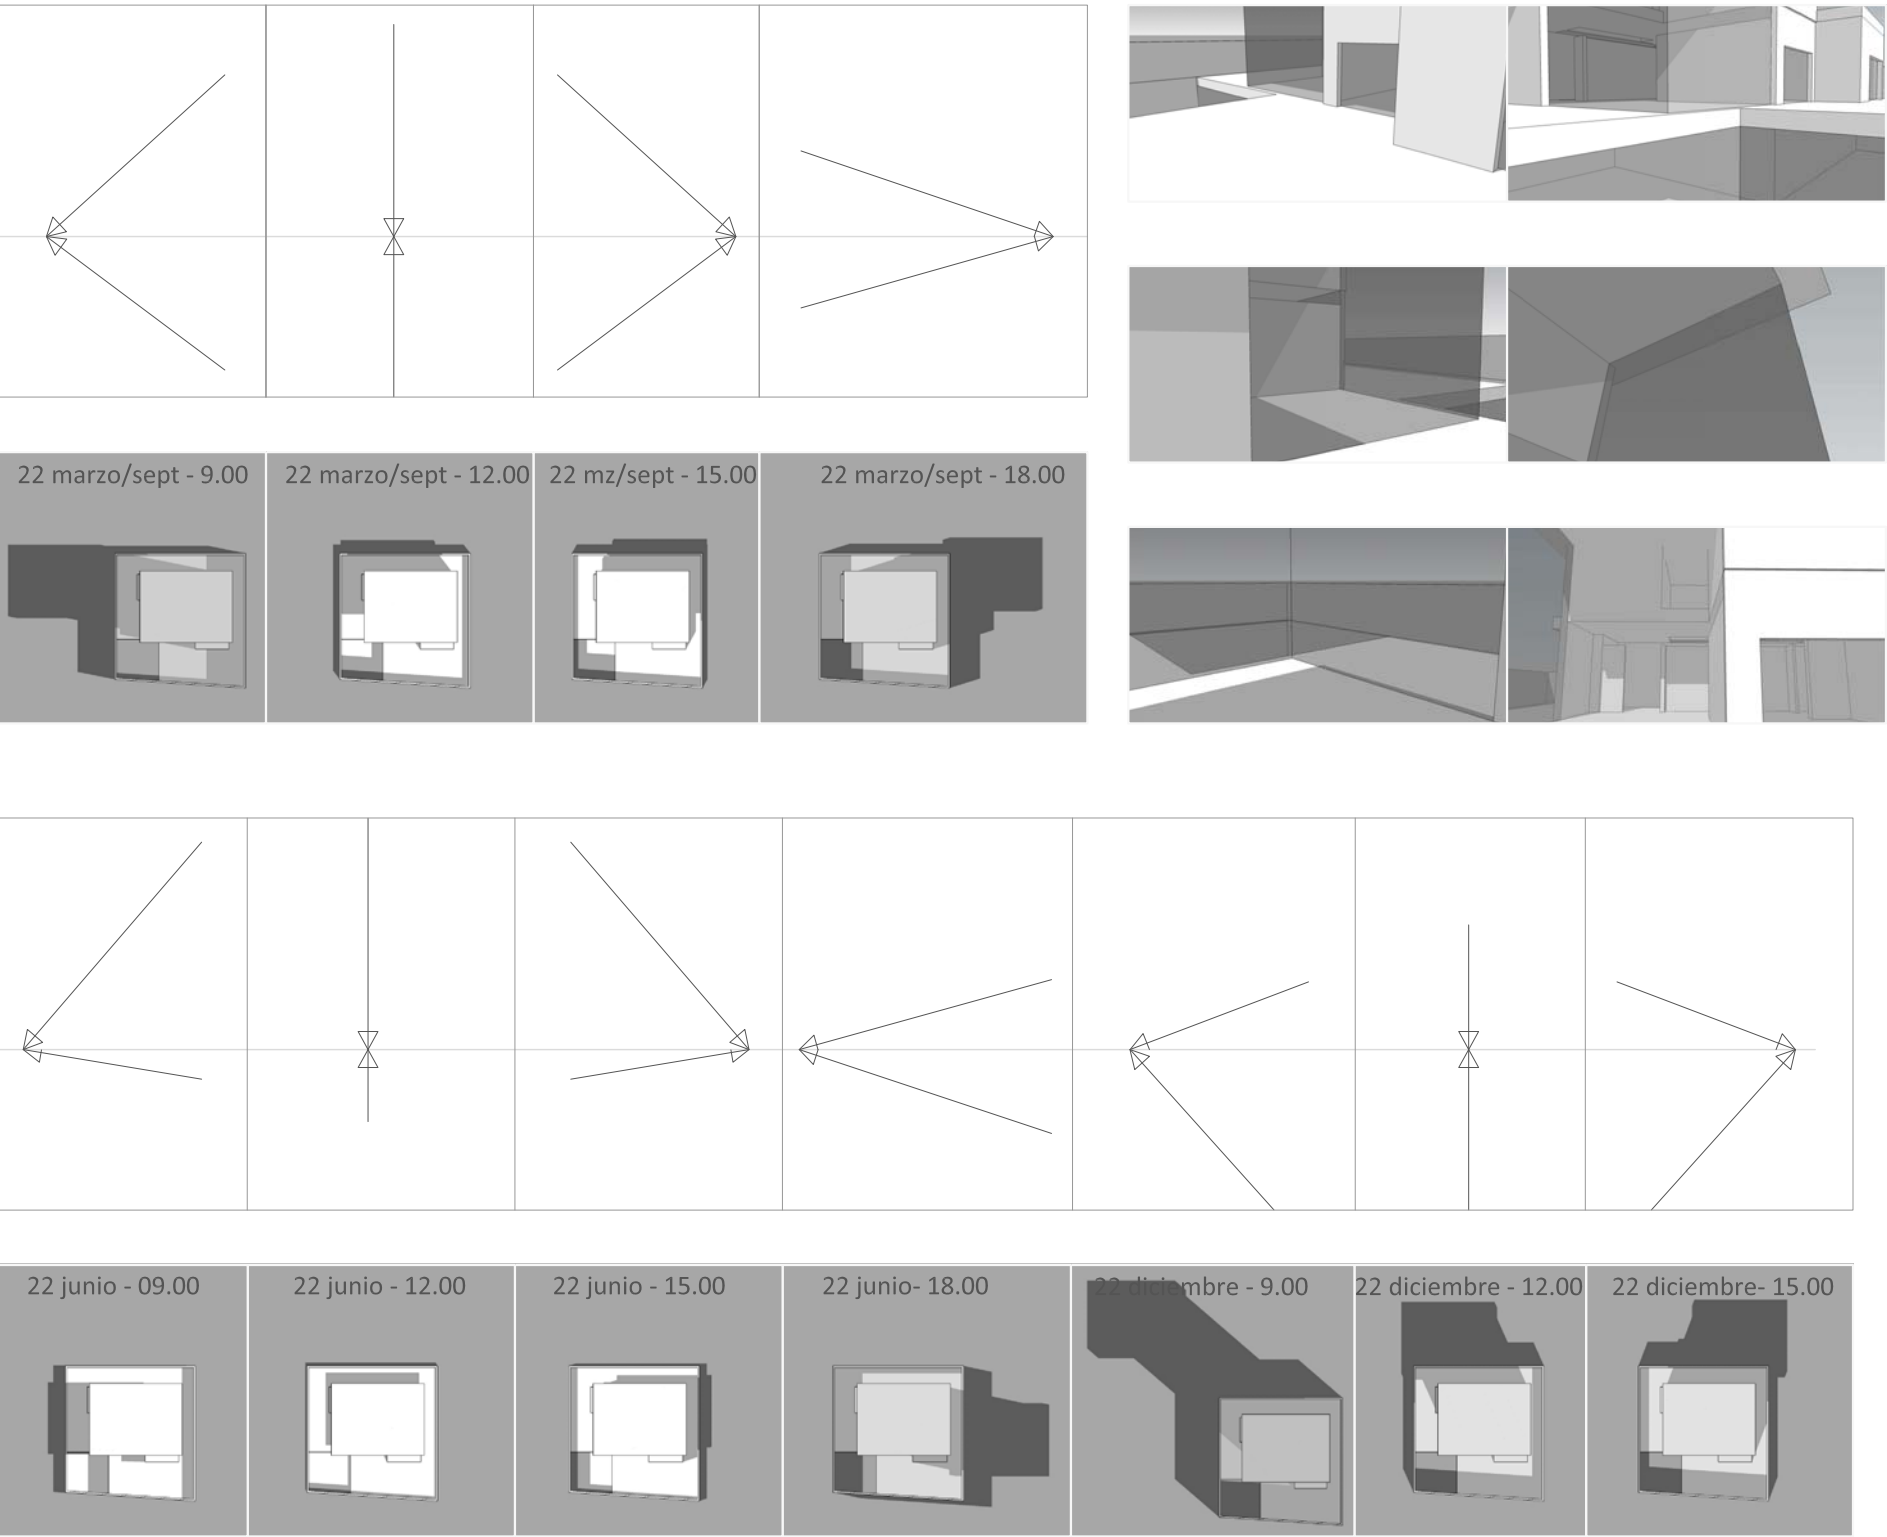 22 marzo/sept - 9.00
22 marzo/sept - 12.00
22 mz/sept - 15.00
22 marzo/sept - 18.00
22 junio - 09.00
22 junio - 12.00
22 junio - 15.00
22 junio- 18.00
22 diciembre - 9.00
22 diciembre - 12.00
22 diciembre- 15.00